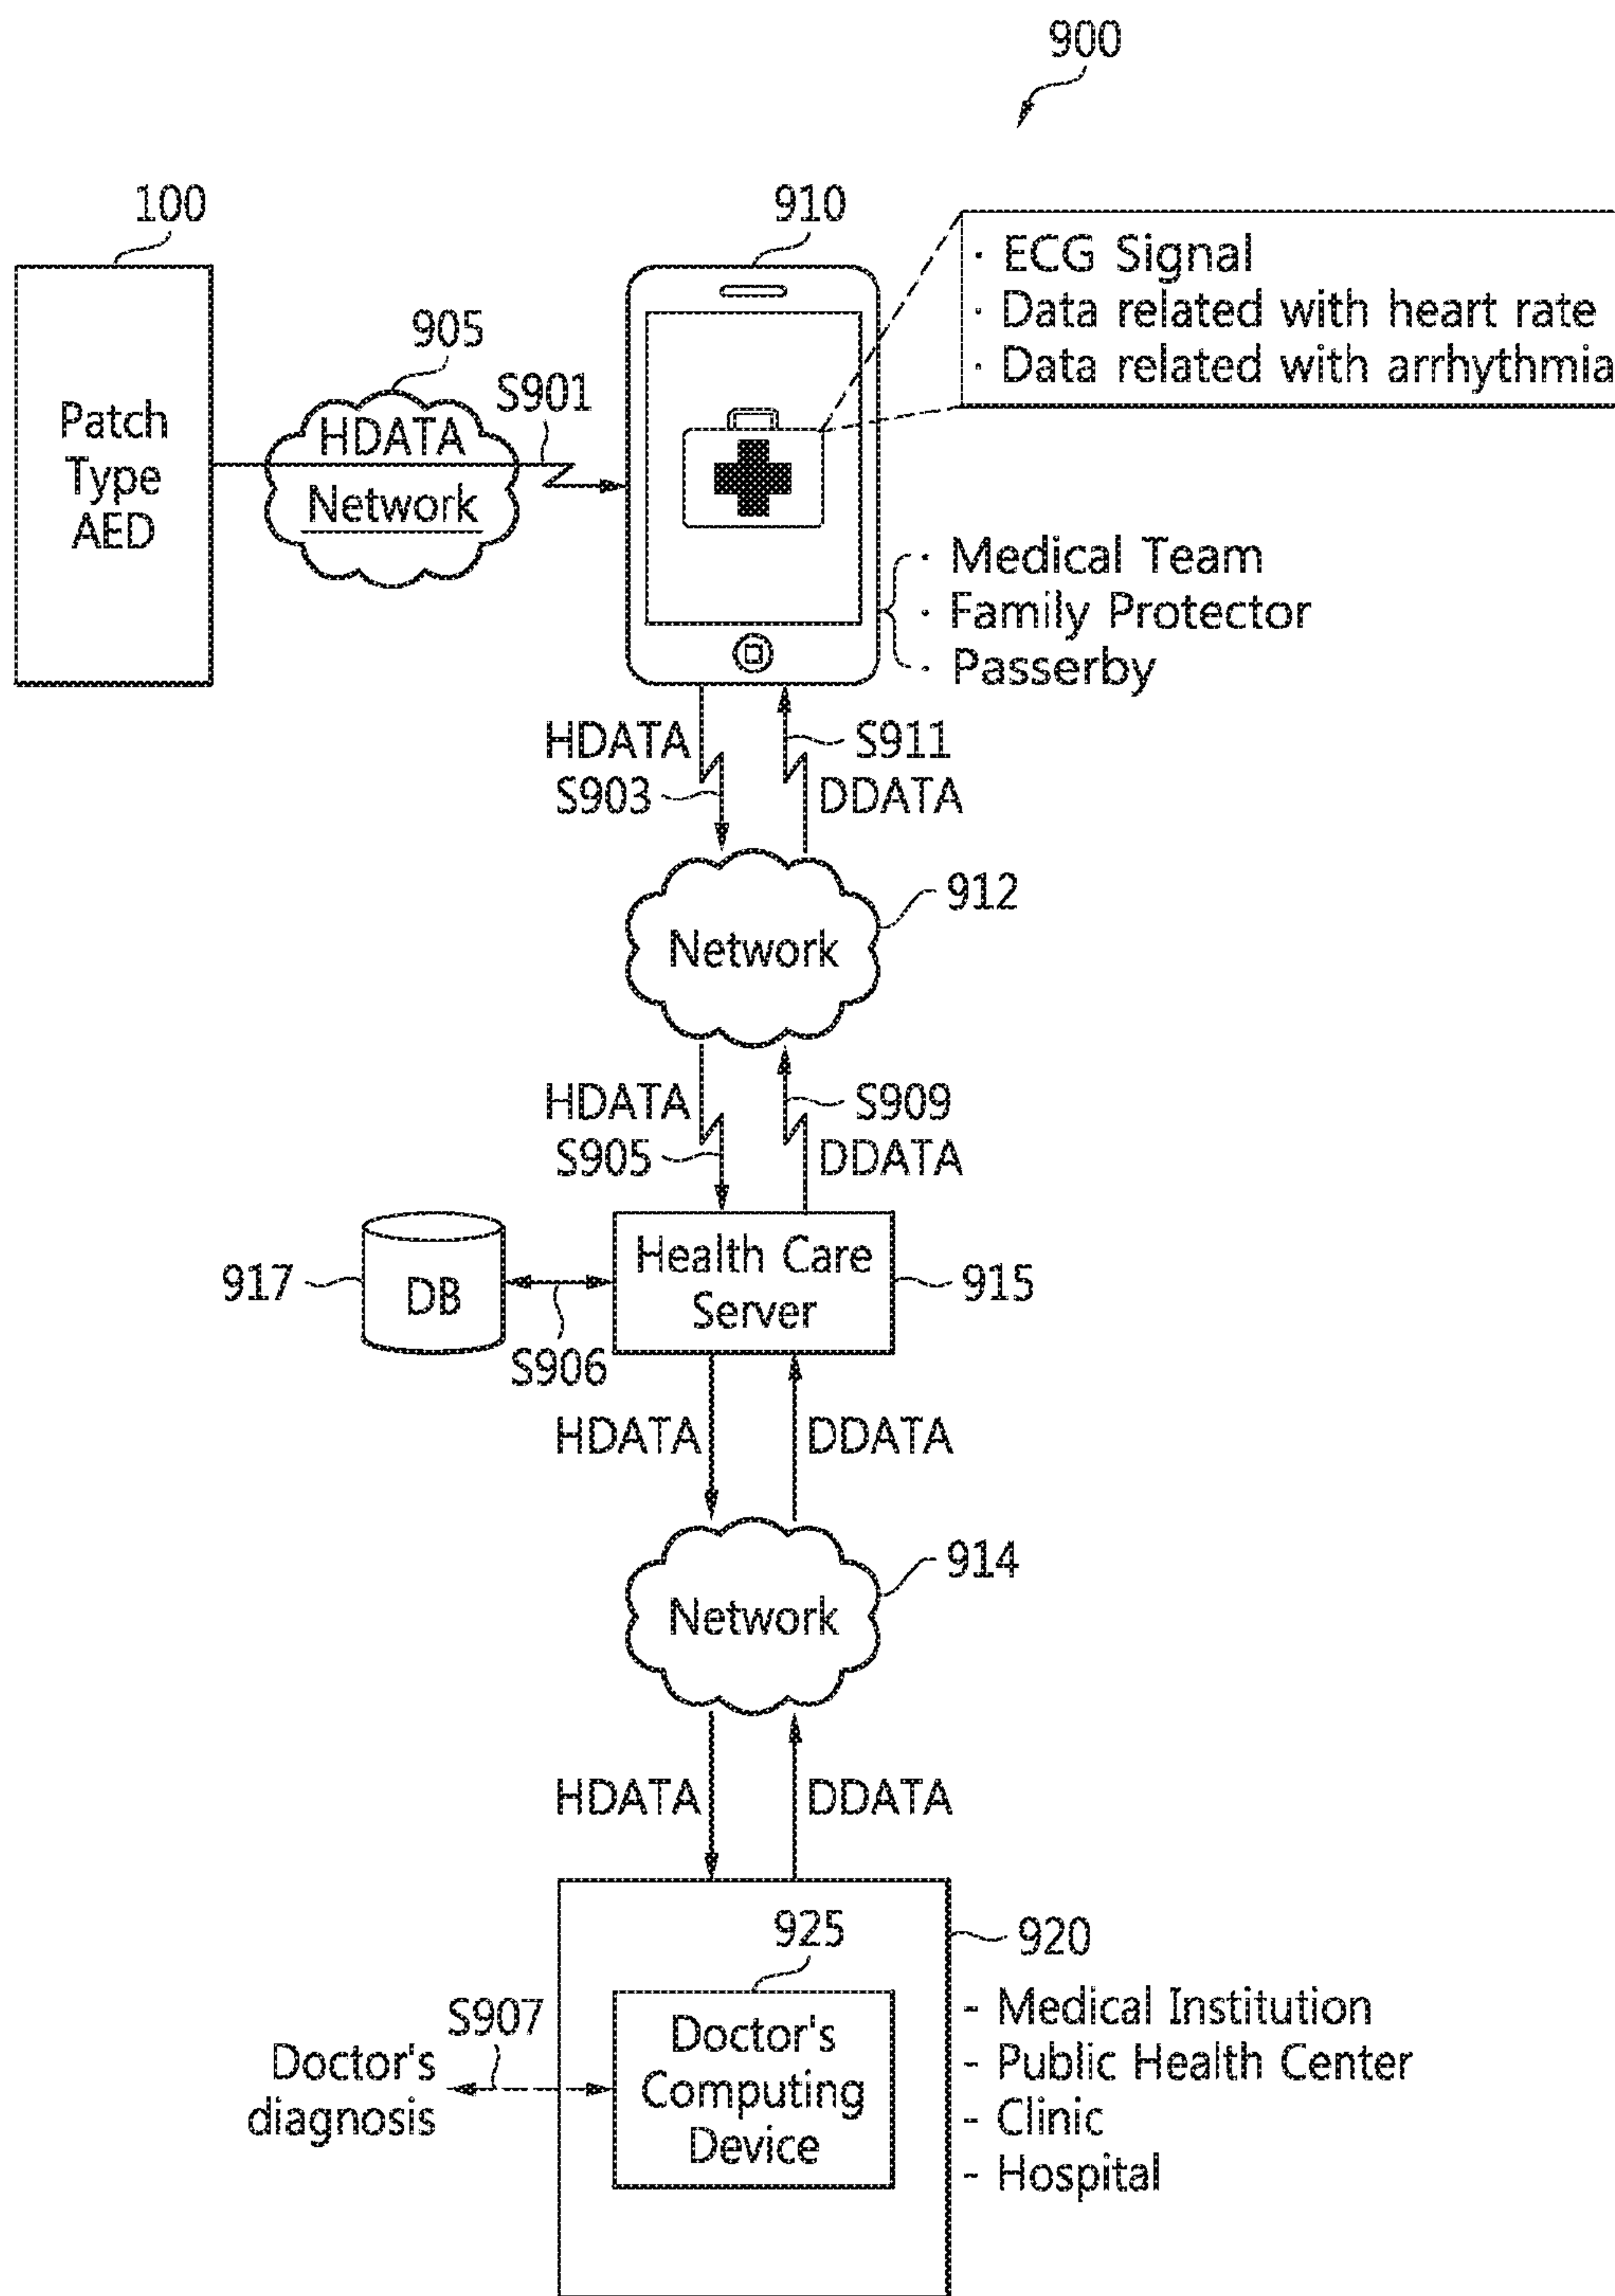 900
100
910
· ECG Signal
· Data related with heart rate
· Data related with arrhythmia
905
S901
HDATA
Network
Patch
Type
AED
· Medical Team
· Family Protector
· Passerby
HDATA
S903
S911
DDATA
912
Network
HDATA
S905
S909
DDATA
917
DB
S906
Health Care
Server
915
HDATA
DDATA
914
Network
HDATA
DDATA
920
- Medical Institution
- Public Health Center
- Clinic
- Hospital
925
Doctor's
Computing
Device
S907
Doctor's
diagnosis